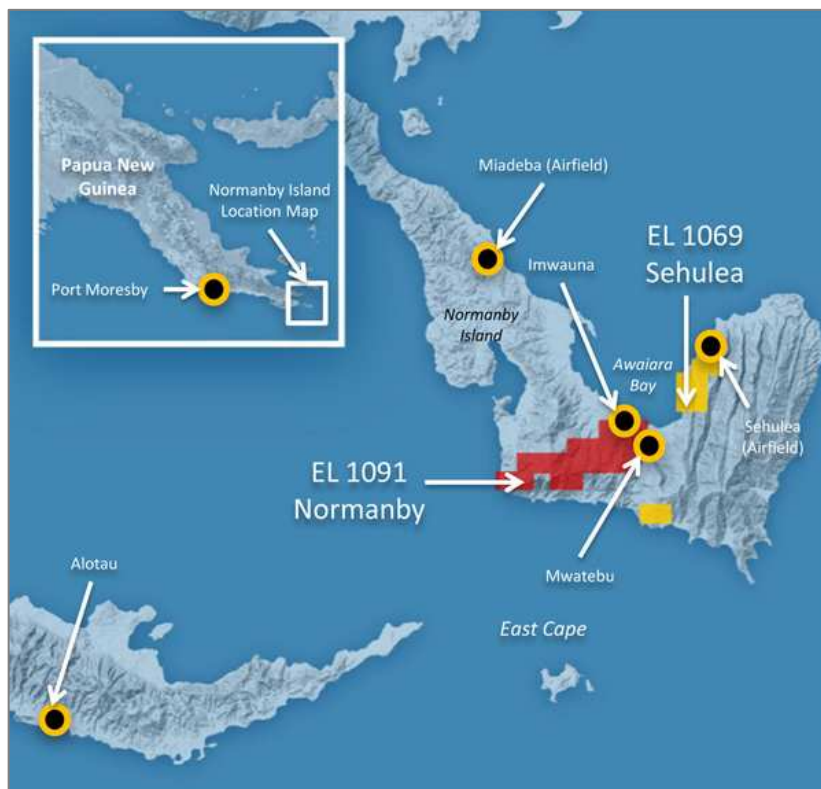 Papua New
Guinea
Normanby Island
Location Map
Port Moresby
Miadeba (Airfield)
Imwauna
EL 1069
Sehulea
Normanby
Island
Awaiara
Bay
Sehulea
(Airfield)
EL 1091
Normanby
Mwatebu
Alotau
East Cape